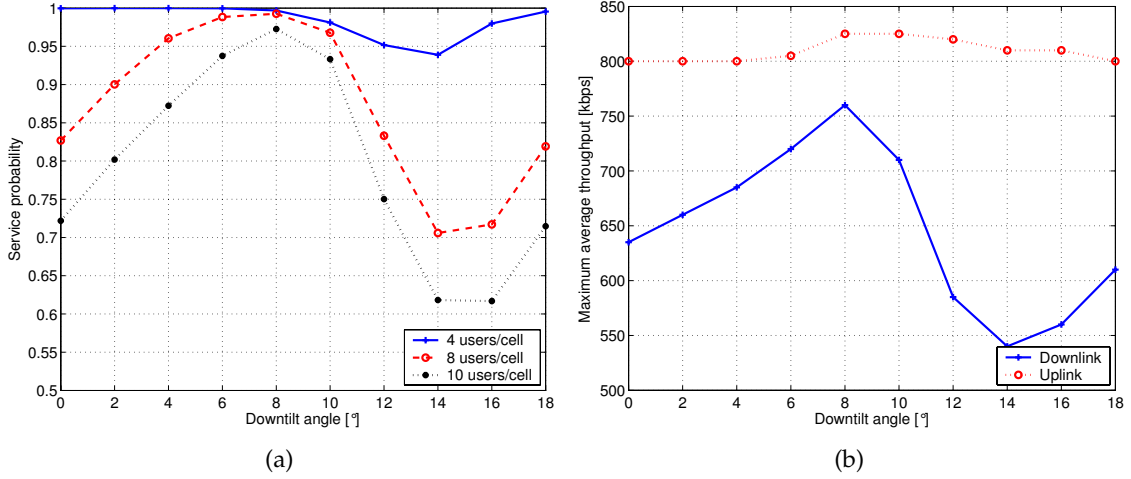 1
0.95
0.9
0.85
0.8
0.75
0.7
0.65
0.6
0.55
0.5
Service probability
0 2 4 6 8 10 12 14 16 18
Downtilt angle [°]
4 users/cell
8 users/cell
10 users/cell
(a)
850
800
750
700
650
600
550
500
Maximum average throughput [kbps]
0 2 4 6 8 10 12 14 16 18
Downtilt angle [°]
Downlink
Uplink
(b)